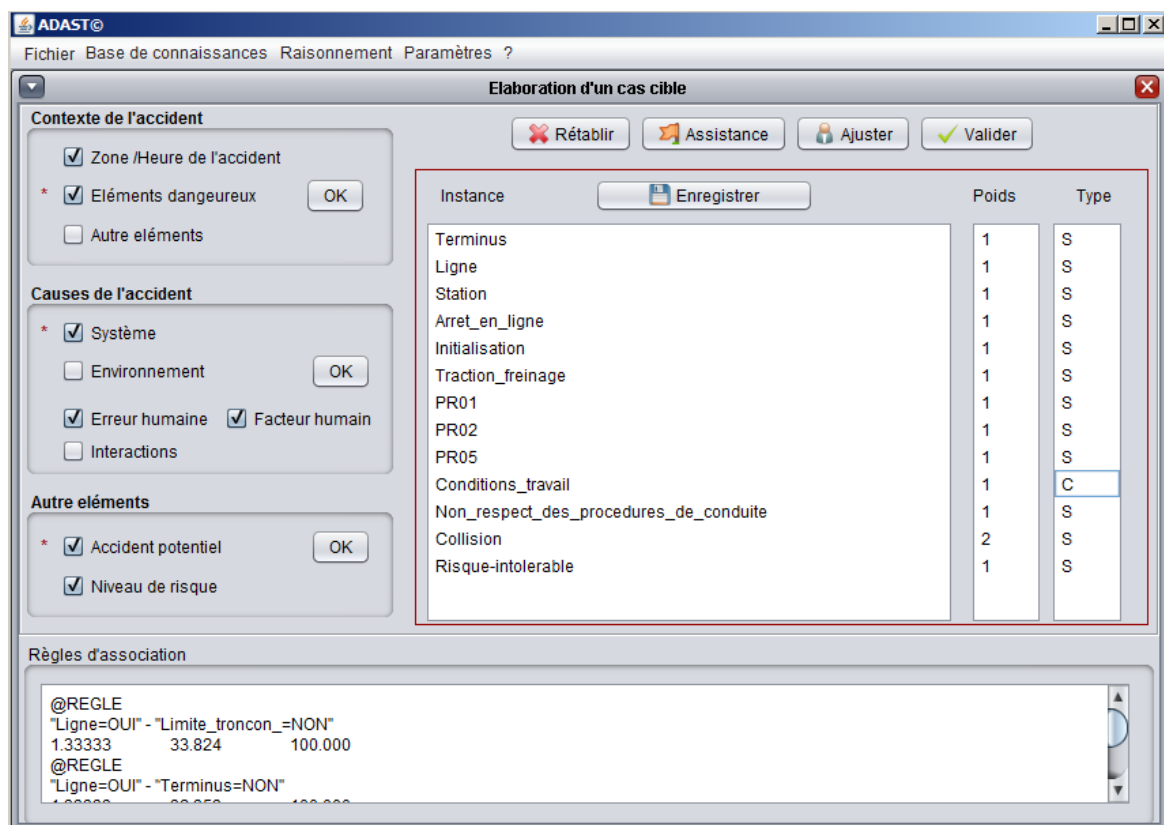 ADAST©
Fichier Base de connaissances Raisonnement Paramètres ?
Elaboration d'un cas cible
Contexte de l'accident
Zone /Heure de l'accident
* Eléments dangeureux OK
Autre eléments
Causes de l'accident
* Système
Environnement OK
Erreur humaine Facteur humain
Interactions
Autre eléments
* Accident potentiel OK
Niveau de risque
Rétablir Assistance Ajuster Valider
Instance Enregistrer Poids Type
Terminus 1 S
Ligne 1 S
Station 1 S
Arret_en_ligne 1 S
Initialisation 1 S
Traction_freinage 1 S
PR01 1 S
PR02 1 S
PR05 1 S
Conditions_travail 1 C
Non_respect_des_procedures_de_conduite 1 S
Collision 2 S
Risque-intolerable 1 S
Règles d'association
@REGLE
"Ligne=OUI" - "Limite_troncon_=NON"
1.33333 33.824 100.000
@REGLE
"Ligne=OUI" - "Terminus=NON"